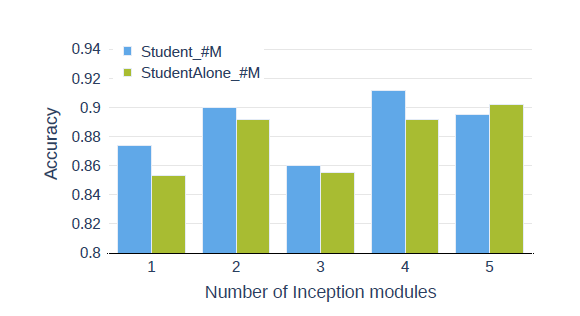 Student_#M
StudentAlone_#M
0.94
0.92
0.9
0.88
0.86
0.84
0.82
0.8
Accuracy
1 2 3 4 5
Number of Inception modules